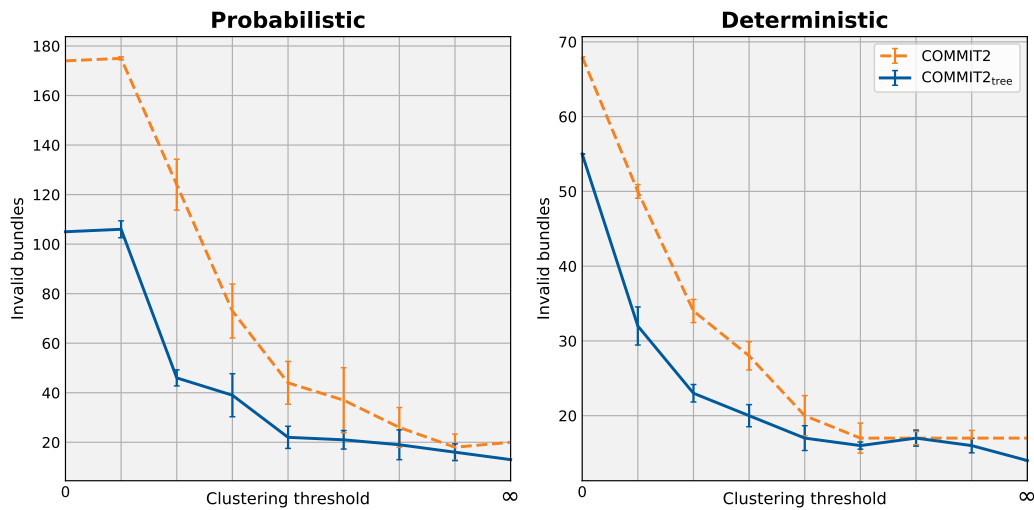 Probabilistic
180
160
140
120
100
80
60
40
20
Invalid bundles
0
Clustering threshold
∞
Deterministic
70
60
50
40
30
20
Invalid bundles
COMMIT2
COMMIT2tree
0
Clustering threshold
∞